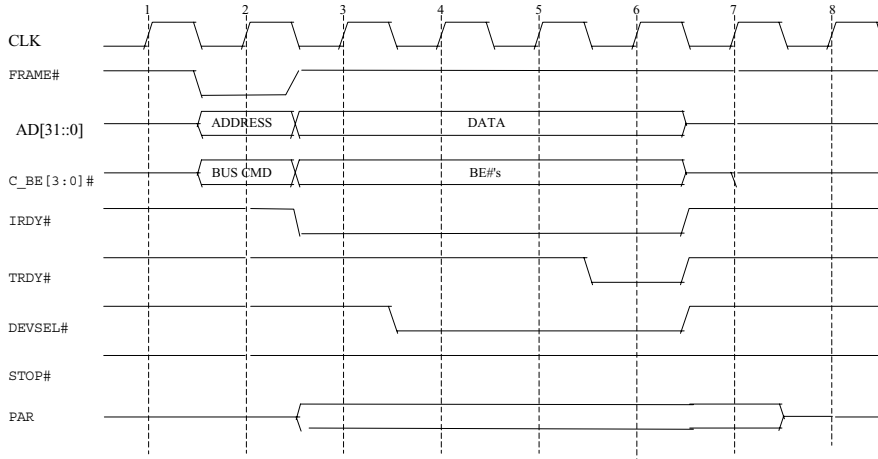 1 2 3 4 5 6 7 8
CLK
FRAME#
AD[31::0] ADDRESS DATA
C_BE[3:0]# BUS CMD BE#'s
IRDY#
TRDY#
DEVSEL#
STOP#
PAR